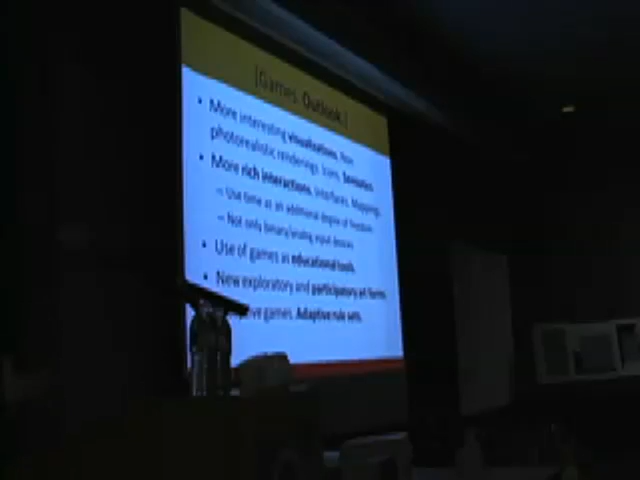 [Games. Outlook.]
• More interesting visualizations. Non
photorealistic renderings. Icons. Semiotics
• More rich interactions. Interfaces. Mappings.
– Use time as an additional degree of freedom
– Not only binary/analog input devices
• Use of games as educational tools.
• New exploratory and participatory art forms
games. Adaptive rule sets.